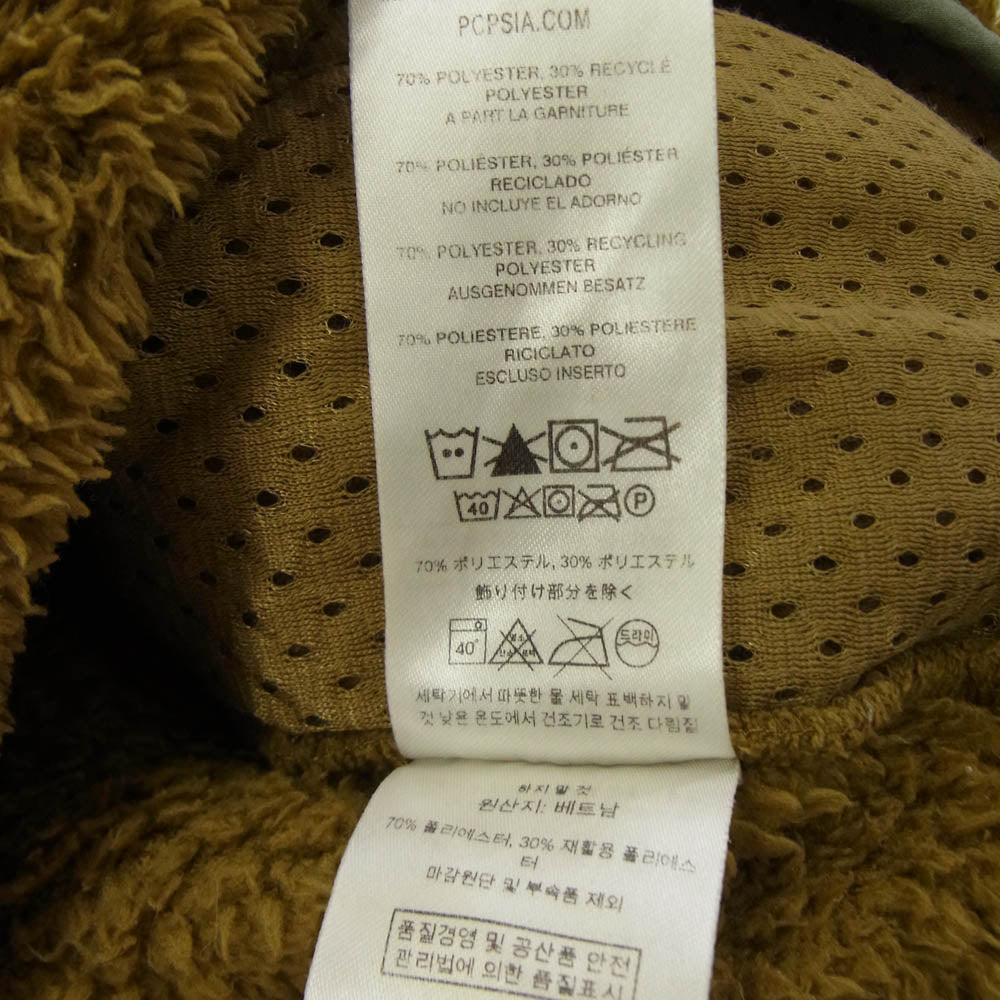 PCPSIA.COM
70% POLYESTER, 30% RECYCLÉ
POLYESTER
A PART LA GARNITURE
70% POLIÉSTER, 30% POLIÉSTER
RECICLADO
NO INCLUYE EL ADORNO
70% POLYESTER, 30% RECYCLING
POLYESTER
AUSGENOMMEN BESATZ
70% POLIESTERE, 30% POLIESTERE
RICICLATO
ESCLUSO INSERTO
40 P
70% ポリエステル, 30% ポリエステル
飾り付け部分を除く
40° 드라이
세탁기에서 따뜻한 물 세탁 표백하지 말
것 낮은 온도에서 건조기로 건조 다림질
하지 말 것
원산지: 베트남
70% 폴리에스터, 30% 재활용 폴리에스
터
마감원단 및 부속품 제외
품질경영 및 공산품 안전
관리법에 의한 품질표시